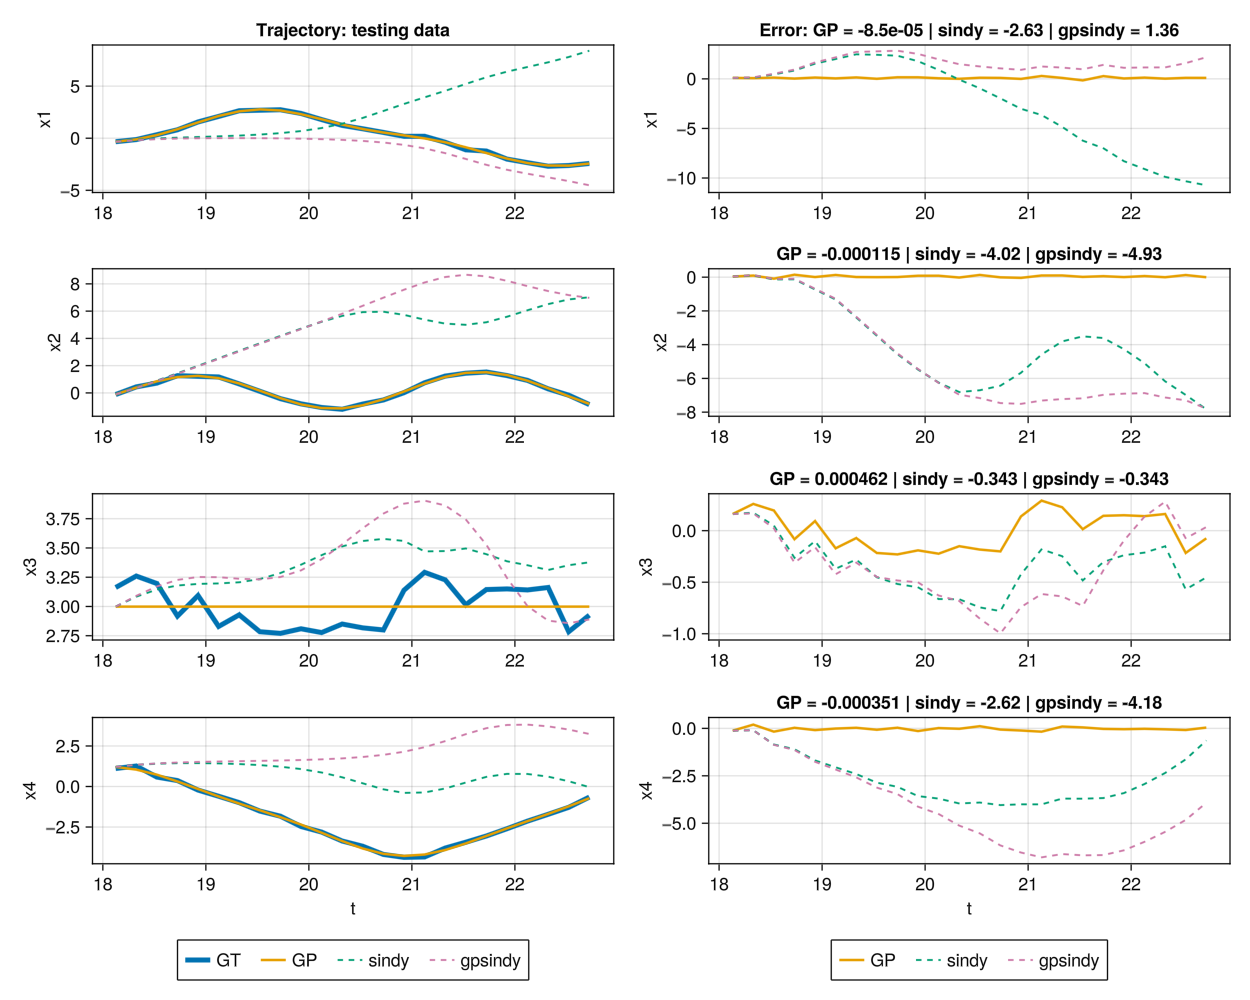 Trajectory: testing data
x1
5
0
−5
18 19 20 21 22
Error: GP = -8.5e-05 | sindy = -2.63 | gpsindy = 1.36
x1
0
−5
−10
18 19 20 21 22
x2
8
6
4
2
0
18 19 20 21 22
GP = -0.000115 | sindy = -4.02 | gpsindy = -4.93
x2
0
−2
−4
−6
−8
18 19 20 21 22
x3
3.75
3.50
3.25
3.00
2.75
18 19 20 21 22
GP = 0.000462 | sindy = -0.343 | gpsindy = -0.343
x3
0.0
−0.5
−1.0
18 19 20 21 22
x4
2.5
0.0
−2.5
18 19 20 21 22
t
GP = -0.000351 | sindy = -2.62 | gpsindy = -4.18
x4
0.0
−2.5
−5.0
18 19 20 21 22
t
GT GP sindy gpsindy
GP sindy gpsindy